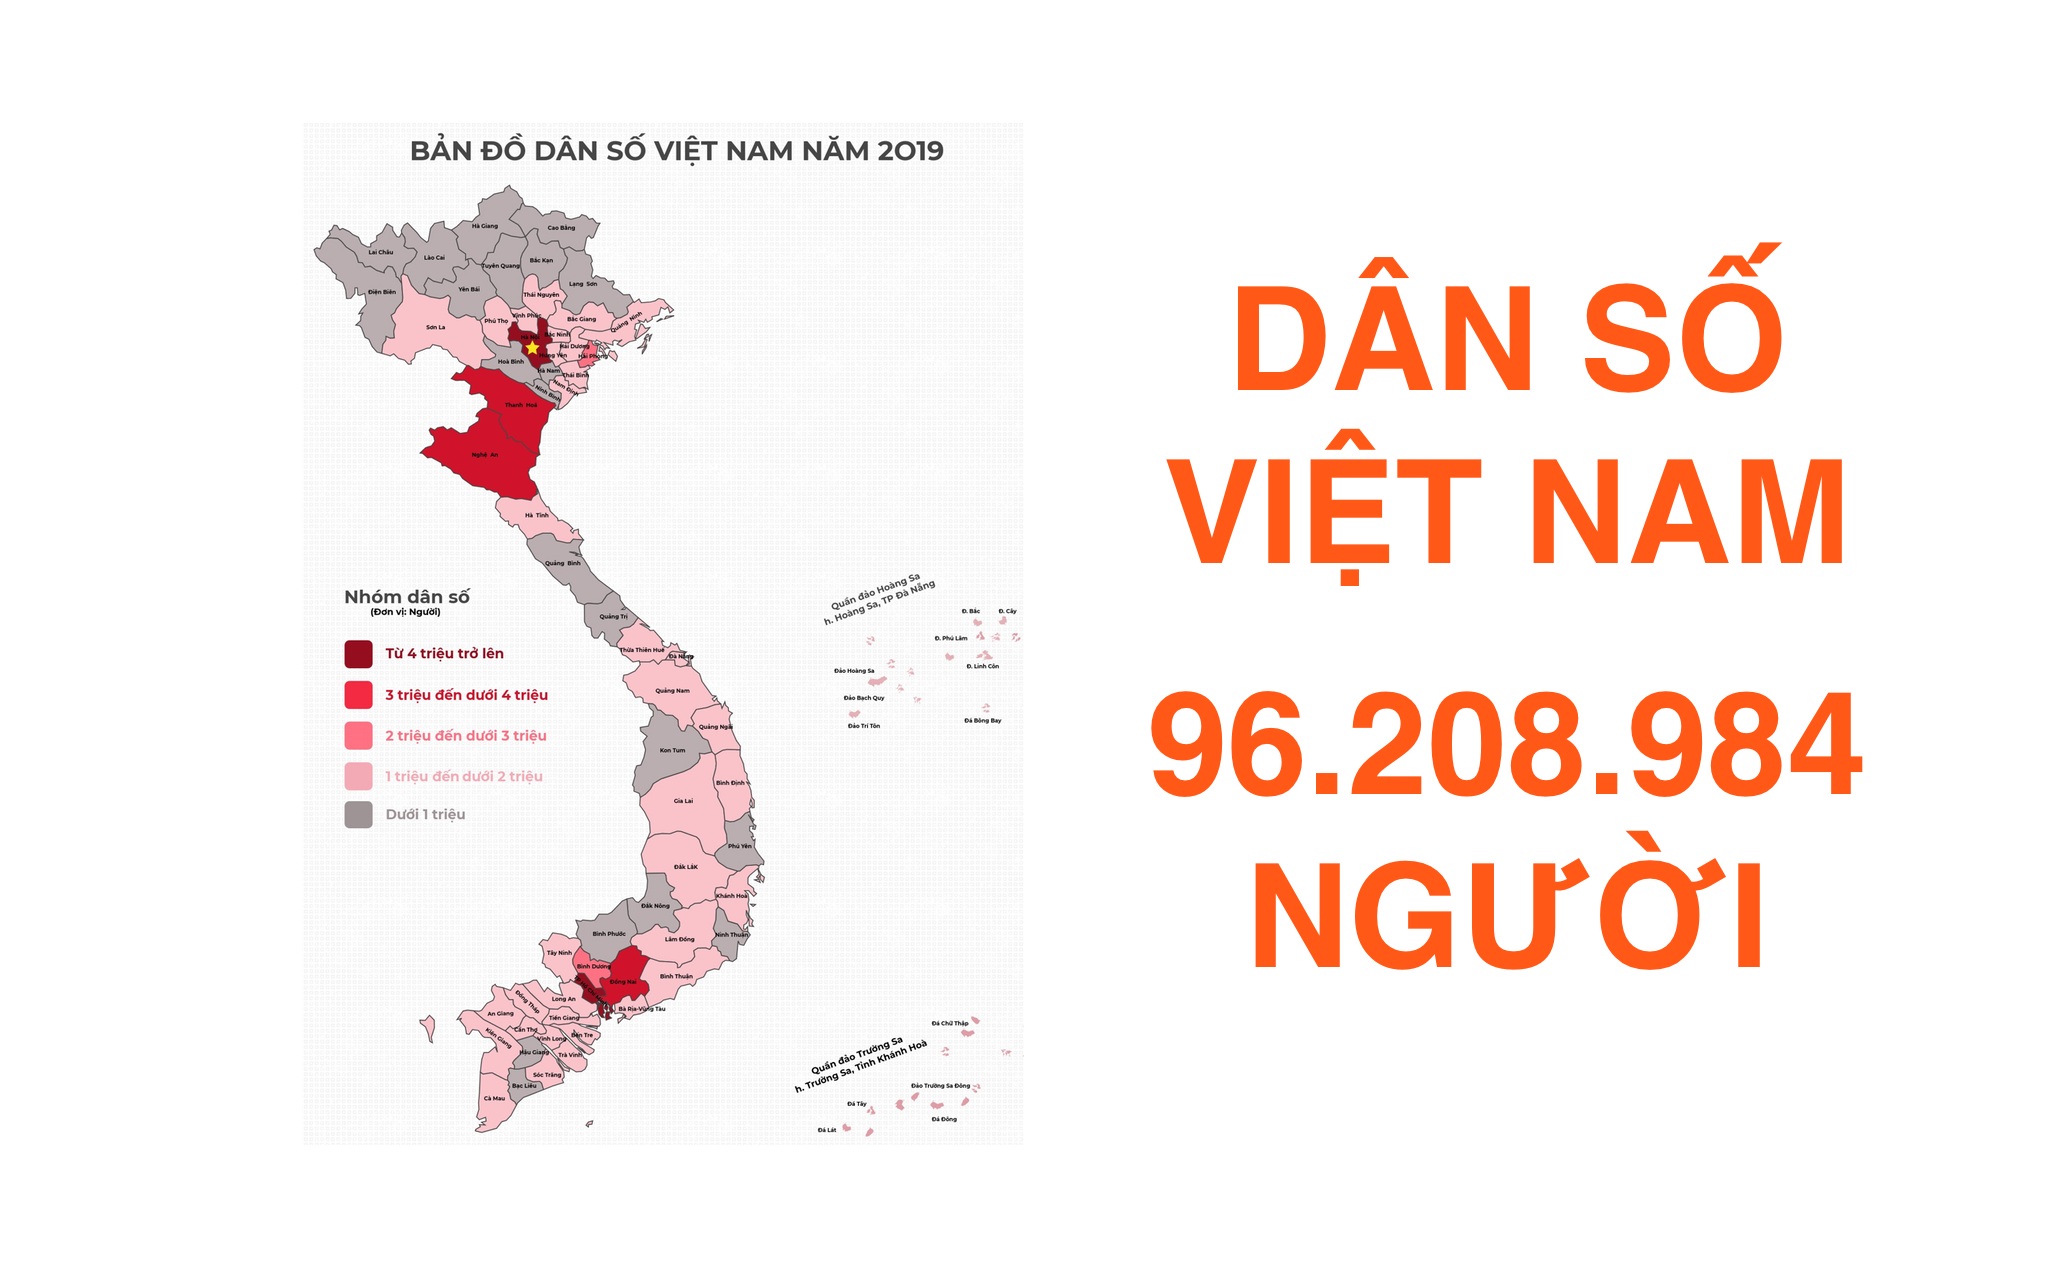 BẢN ĐỒ DÂN SỐ VIỆT NAM NĂM 2019
Hà Giang
Cao Bằng
Lai Châu
Lào Cai
Tuyên Quang
Bắc Kạn
Điện Biên
Yên Bái
Lạng Sơn
Thái Nguyên
Sơn La
Phú Thọ
Vĩnh Phúc
Bắc Giang
Quảng Ninh
Hà Nội
Bắc Ninh
Hải Dương
Hải Phòng
Hưng Yên
Hoà Bình
Hà Nam
Thái Bình
Nam Định
Ninh Bình
Thanh Hoá
Nghệ An
Hà Tĩnh
Quảng Bình
Quảng Trị
Thừa Thiên Huế
Đà Nẵng
Quảng Nam
Quảng Ngãi
Kon Tum
Bình Định
Gia Lai
Phú Yên
Đắk LắK
Khánh Hoà
Đắk Nông
Bình Phước
Lâm Đồng
Ninh Thuận
Tây Ninh
Bình Dương
Đồng Nai
Bình Thuận
Long An
Bà Rịa-Vũng Tàu
Đồng Tháp
An Giang
Tiền Giang
Kiên Giang
Cần Thơ
Vĩnh Long
Bến Tre
Hậu Giang
Trà Vinh
Sóc Trăng
Bạc Liêu
Cà Mau
Nhóm dân số
(Đơn vị: Người)
Từ 4 triệu trở lên
3 triệu đến dưới 4 triệu
2 triệu đến dưới 3 triệu
1 triệu đến dưới 2 triệu
Dưới 1 triệu
Quần đảo Hoàng Sa
h. Hoàng Sa, TP Đà Nẵng
Đ. Bắc
Đ. Cây
Đ. Phú Lâm
Đ. Linh Côn
Đảo Hoàng Sa
Đảo Bạch Quy
Đảo Tri Tôn
Đá Bông Bay
Quần đảo Trường Sa
h. Trường Sa, Tỉnh Khánh Hoà
Đá Chữ Thập
Đảo Trường Sa Đông
Đá Tây
Đá Đông
Đá Lát
DÂN SỐ
VIỆT NAM
96.208.984
NGƯỜI